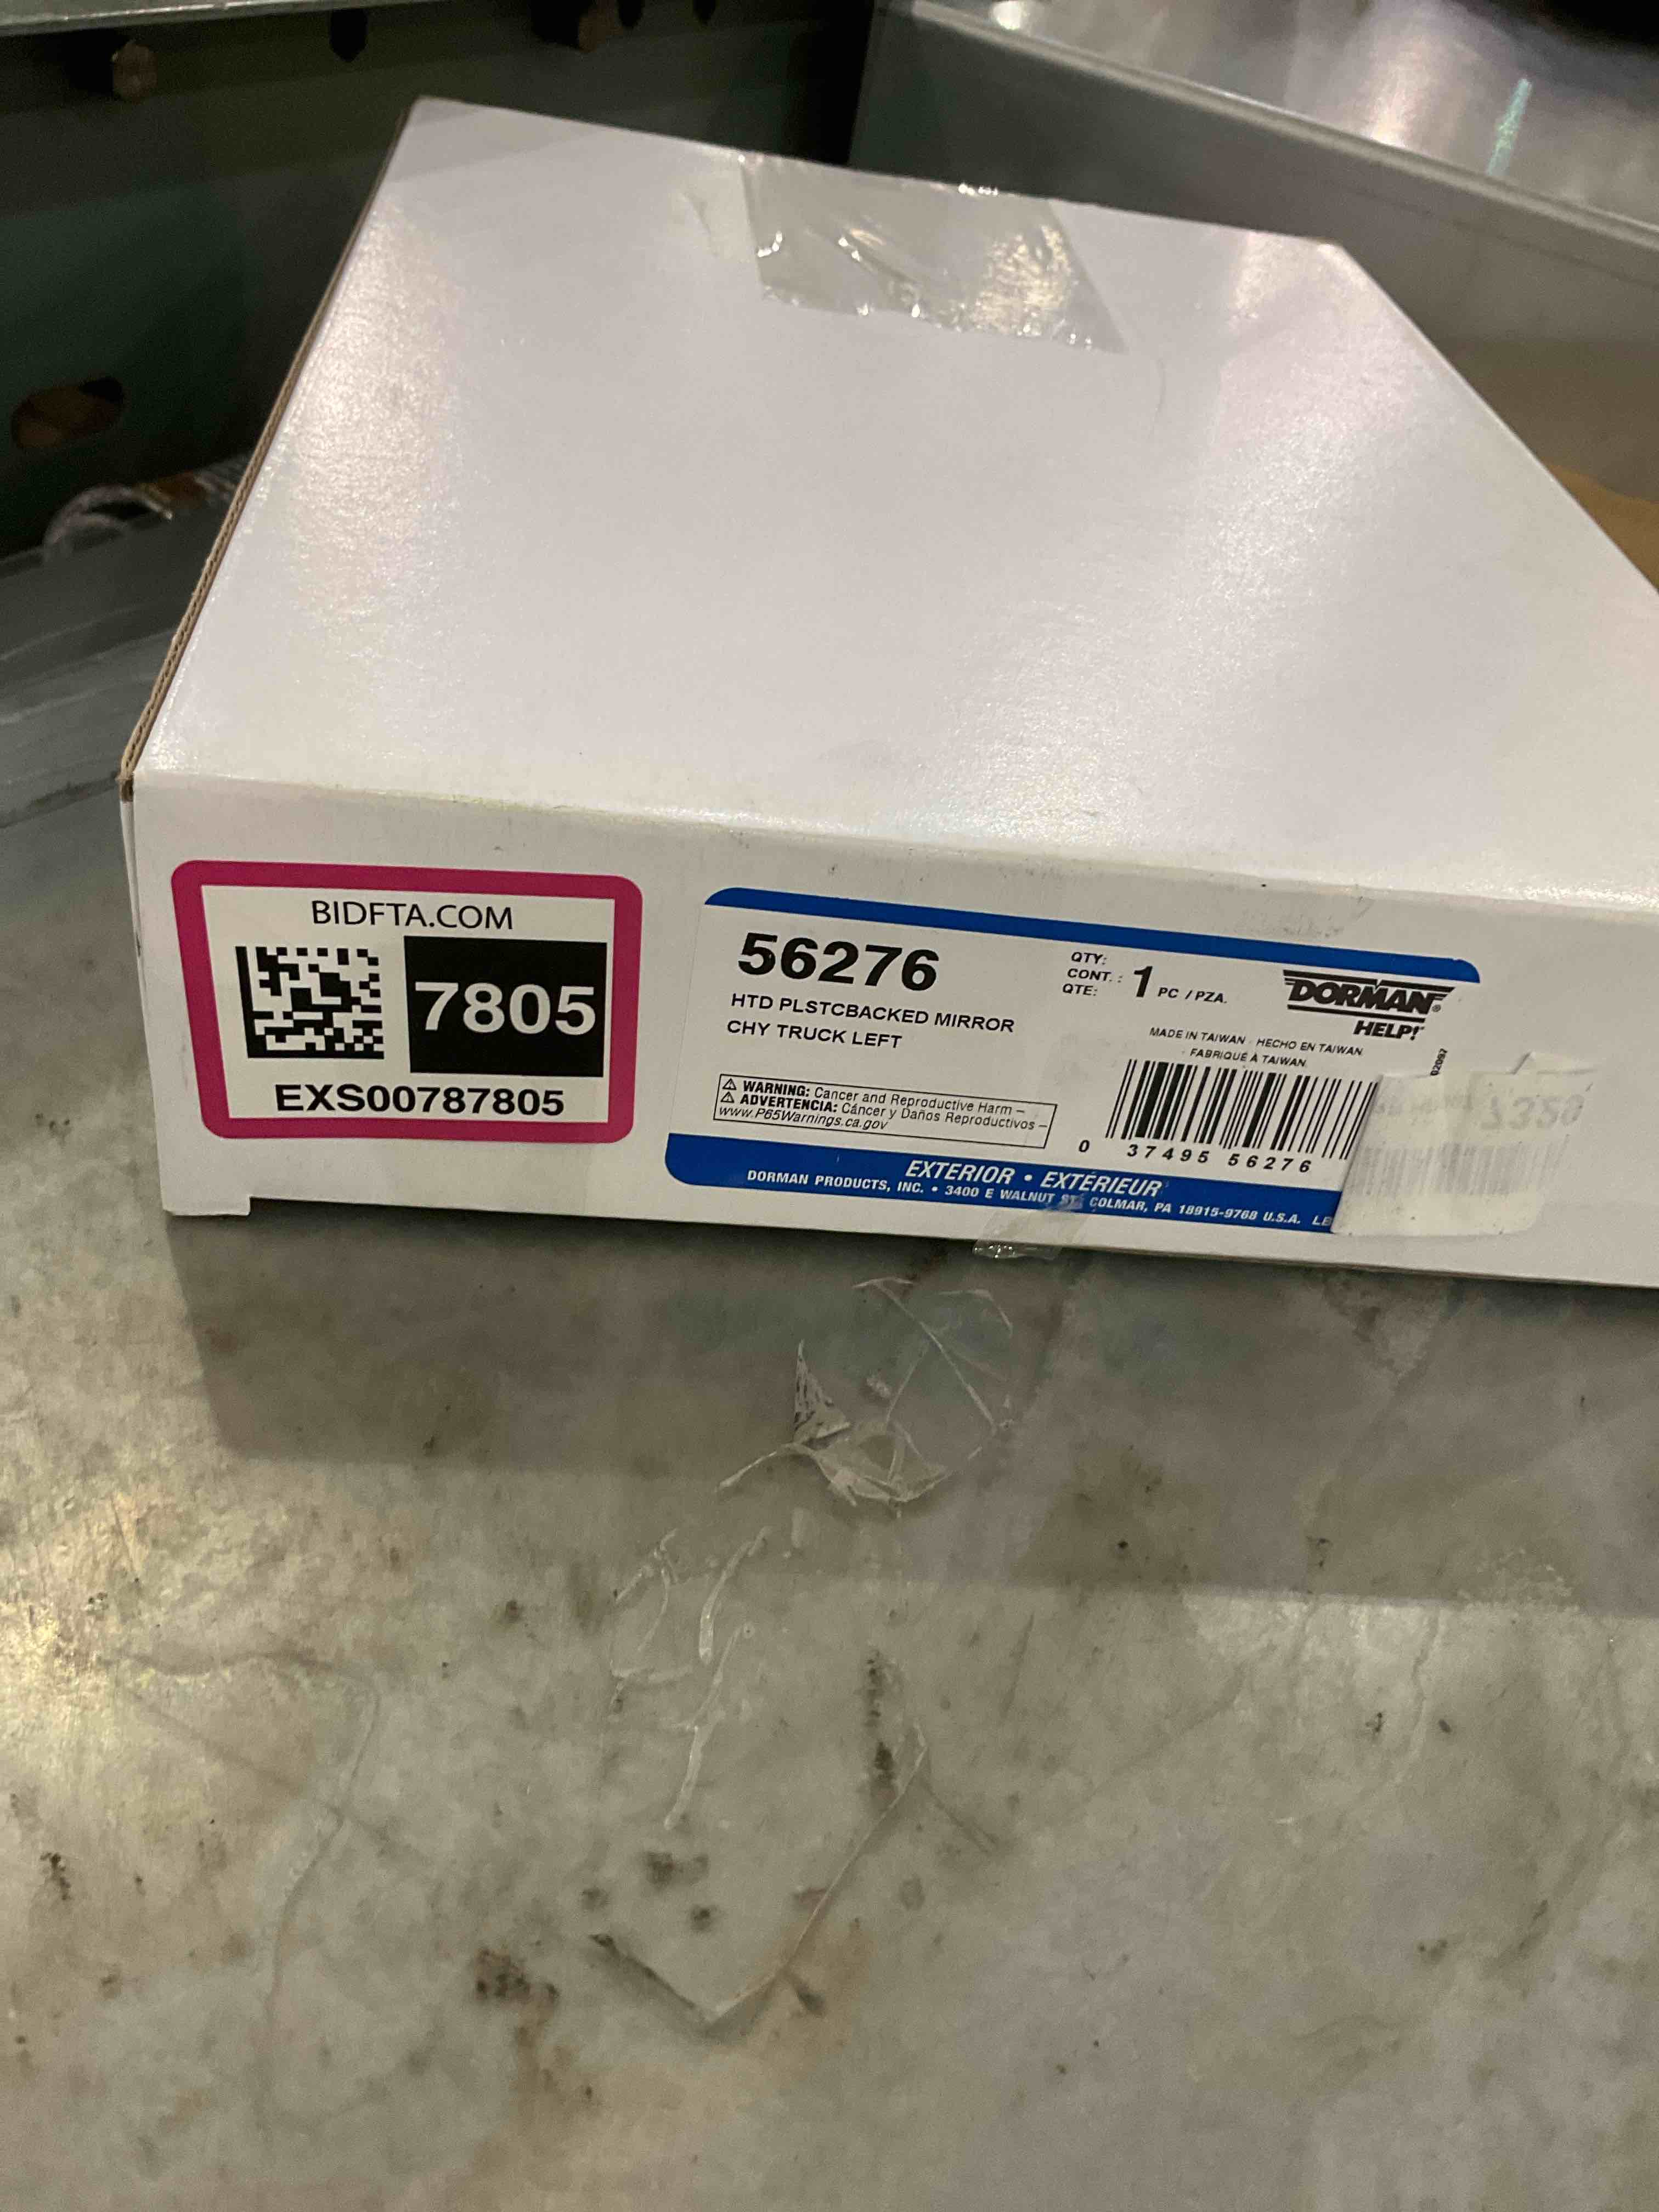 BIDFTA.COM
7805
EXS00787805
56276
HTD PLSTCBACKED MIRROR
CHY TRUCK LEFT
QTY:
CONT. : 1 PC / PZA.
QTE:
DORMAN®
HELP!®
MADE IN TAIWAN · HECHO EN TAIWAN
FABRIQUÉ À TAIWAN
WARNING: Cancer and Reproductive Harm –
ADVERTENCIA: Cáncer y Daños Reproductivos –
www.P65Warnings.ca.gov
0 37495 56276
EXTERIOR • EXTÉRIEUR
DORMAN PRODUCTS, INC. • 3400 E WALNUT ST. COLMAR, PA 18915-9768 U.S.A.